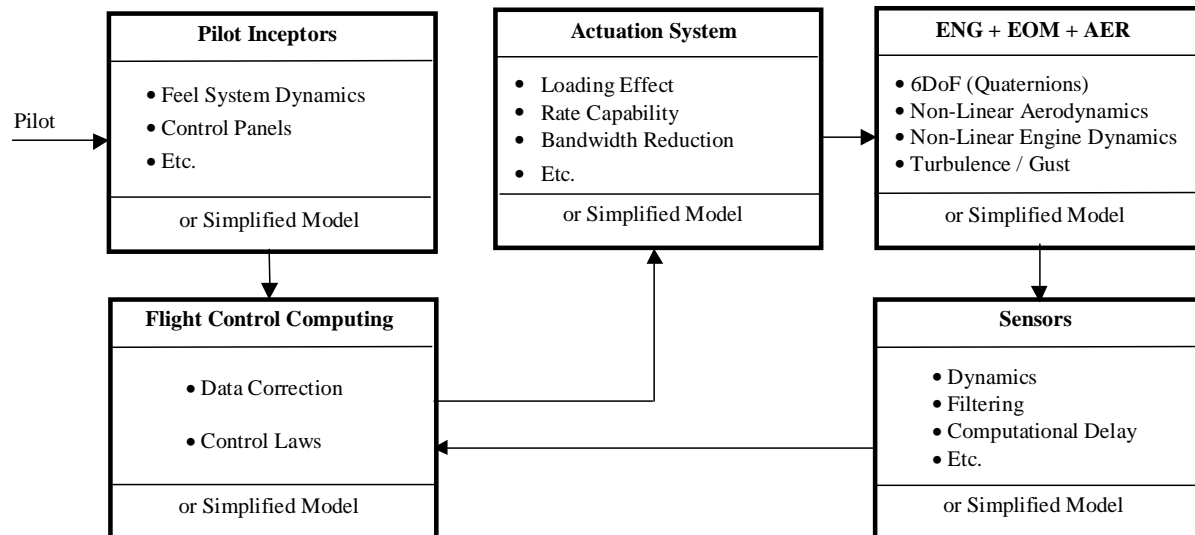 Pilot
Pilot Inceptors
• Feel System Dynamics
• Control Panels
• Etc.
or Simplified Model
Actuation System
• Loading Effect
• Rate Capability
• Bandwidth Reduction
• Etc.
or Simplified Model
ENG + EOM + AER
• 6DoF (Quaternions)
• Non-Linear Aerodynamics
• Non-Linear Engine Dynamics
• Turbulence / Gust
or Simplified Model
Flight Control Computing
• Data Correction
• Control Laws
or Simplified Model
Sensors
• Dynamics
• Filtering
• Computational Delay
• Etc.
or Simplified Model